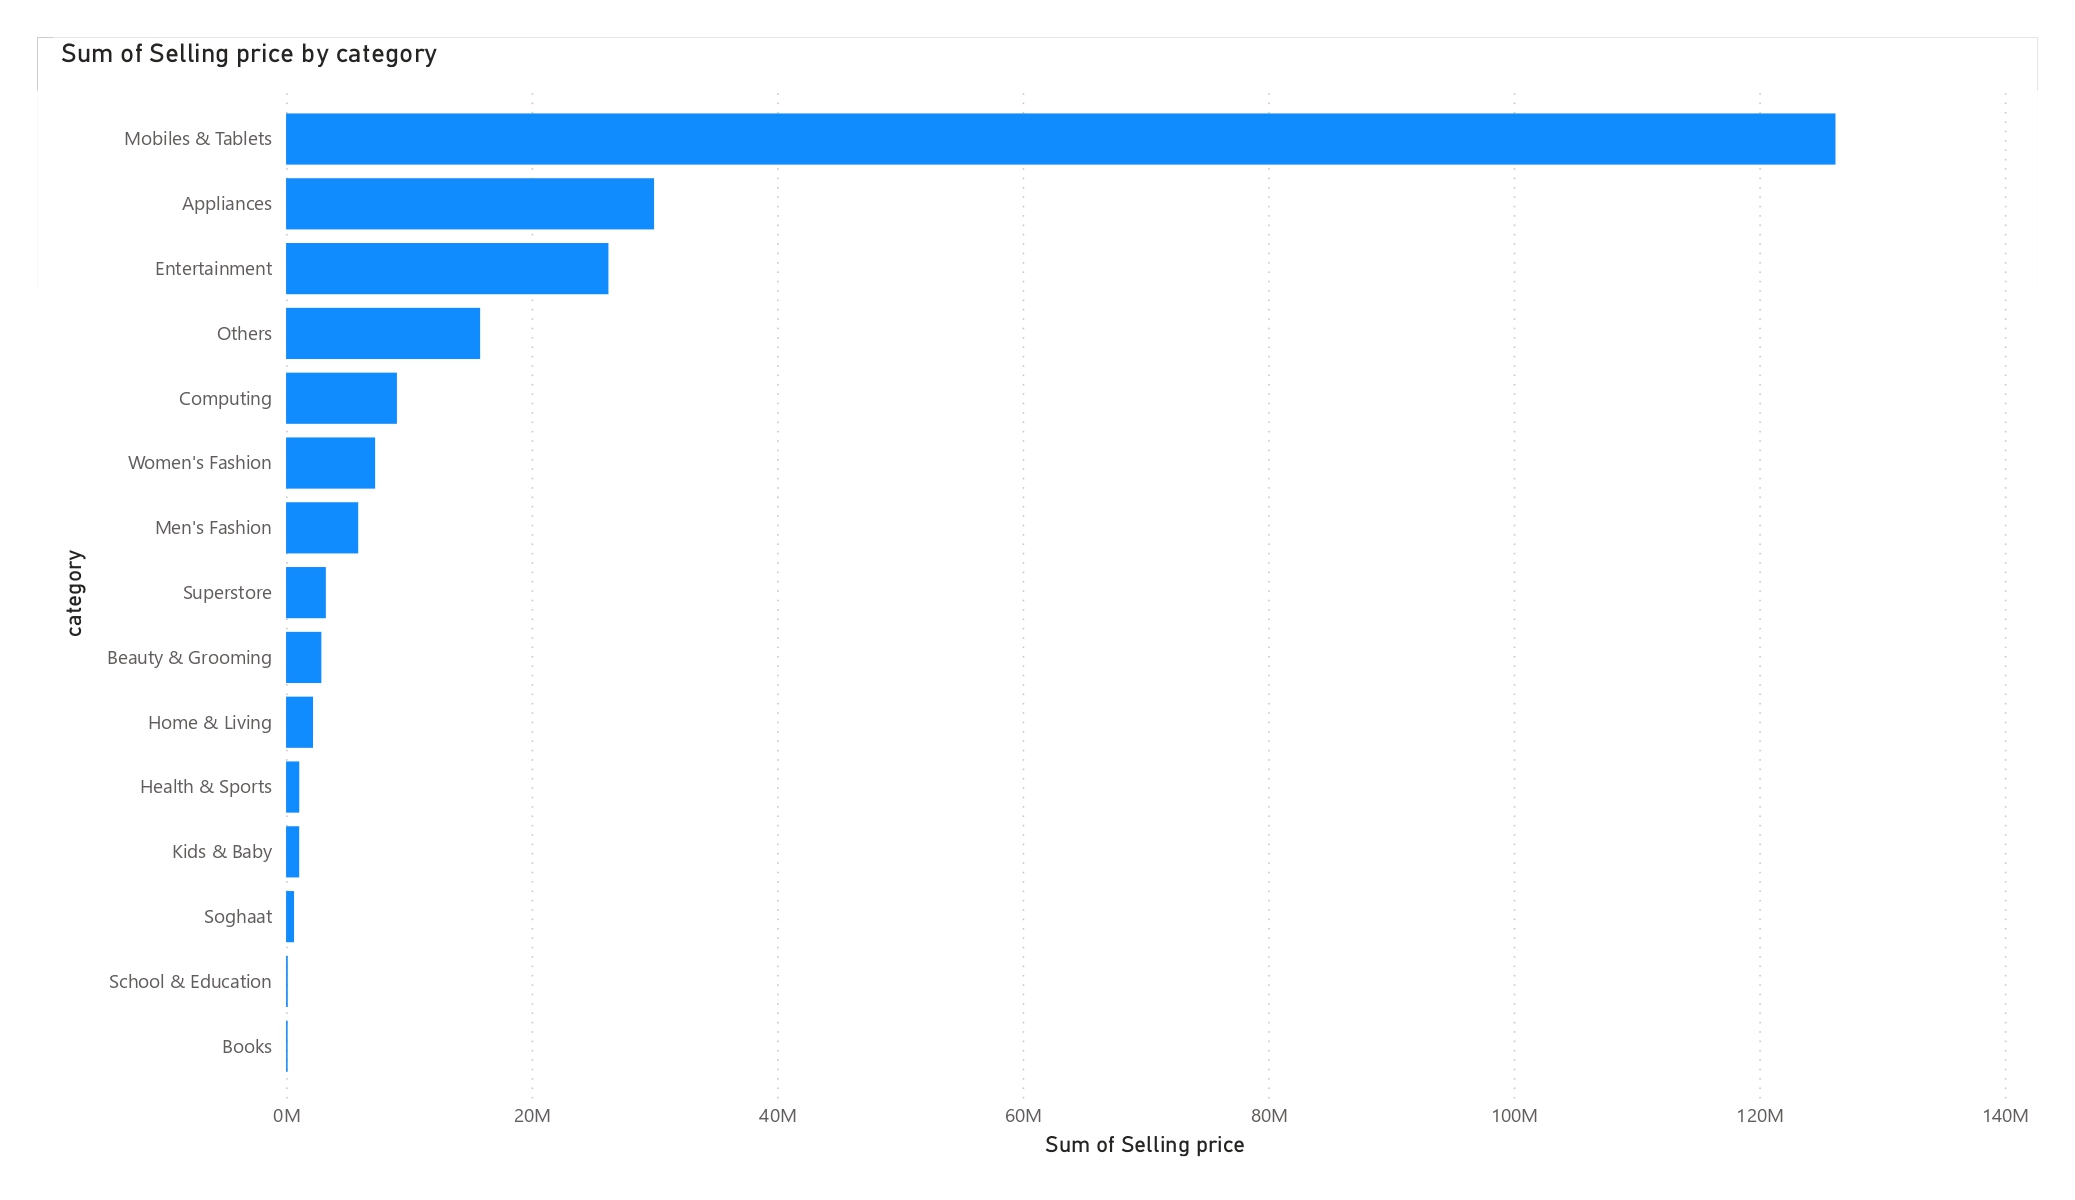 Sum of Selling price by category
Mobiles & Tablets
Appliances
Entertainment
Others
Computing
Women's Fashion
Men's Fashion
Superstore
Beauty & Grooming
Home & Living
Health & Sports
Kids & Baby
Soghaat
School & Education
Books
category
0M 20M 40M 60M 80M 100M 120M 140M
Sum of Selling price